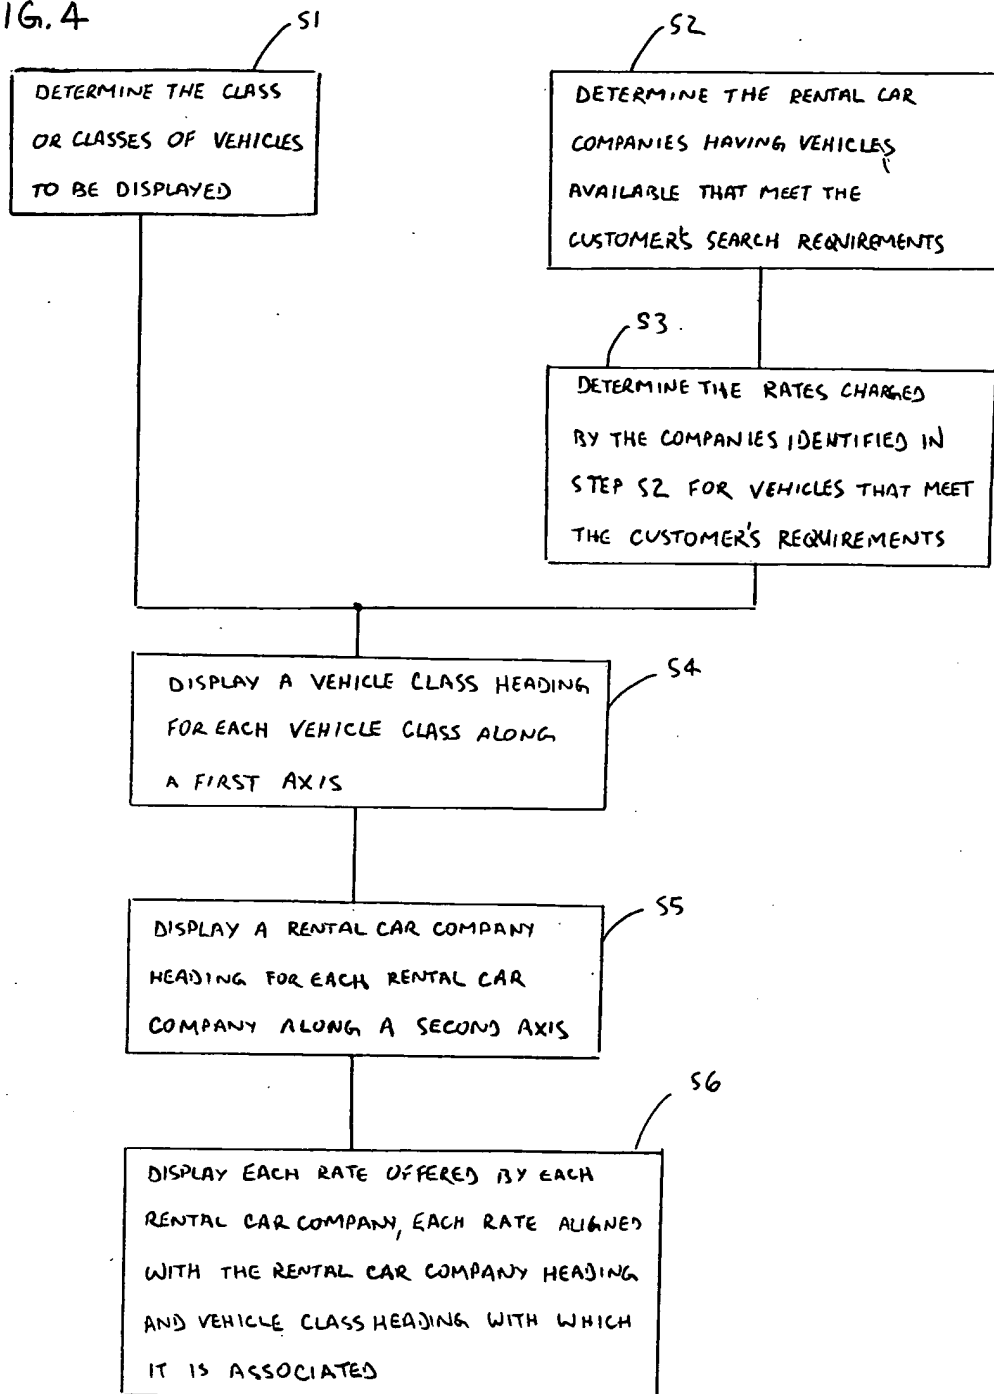 IG. 4
S1
DETERMINE THE CLASS
OR CLASSES OF VEHICLES
TO BE DISPLAYED
S2
DETERMINE THE RENTAL CAR
COMPANIES HAVING VEHICLES
AVAILABLE THAT MEET THE
CUSTOMER'S SEARCH REQUIREMENTS
S3
DETERMINE THE RATES CHARGED
BY THE COMPANIES IDENTIFIED IN
STEP S2 FOR VEHICLES THAT MEET
THE CUSTOMER'S REQUIREMENTS
S4
DISPLAY A VEHICLE CLASS HEADING
FOR EACH VEHICLE CLASS ALONG
A FIRST AXIS
S5
DISPLAY A RENTAL CAR COMPANY
HEADING FOR EACH RENTAL CAR
COMPANY ALONG A SECOND AXIS
S6
DISPLAY EACH RATE OFFERED BY EACH
RENTAL CAR COMPANY, EACH RATE ALIGNED
WITH THE RENTAL CAR COMPANY HEADING
AND VEHICLE CLASS HEADING WITH WHICH
IT IS ASSOCIATED